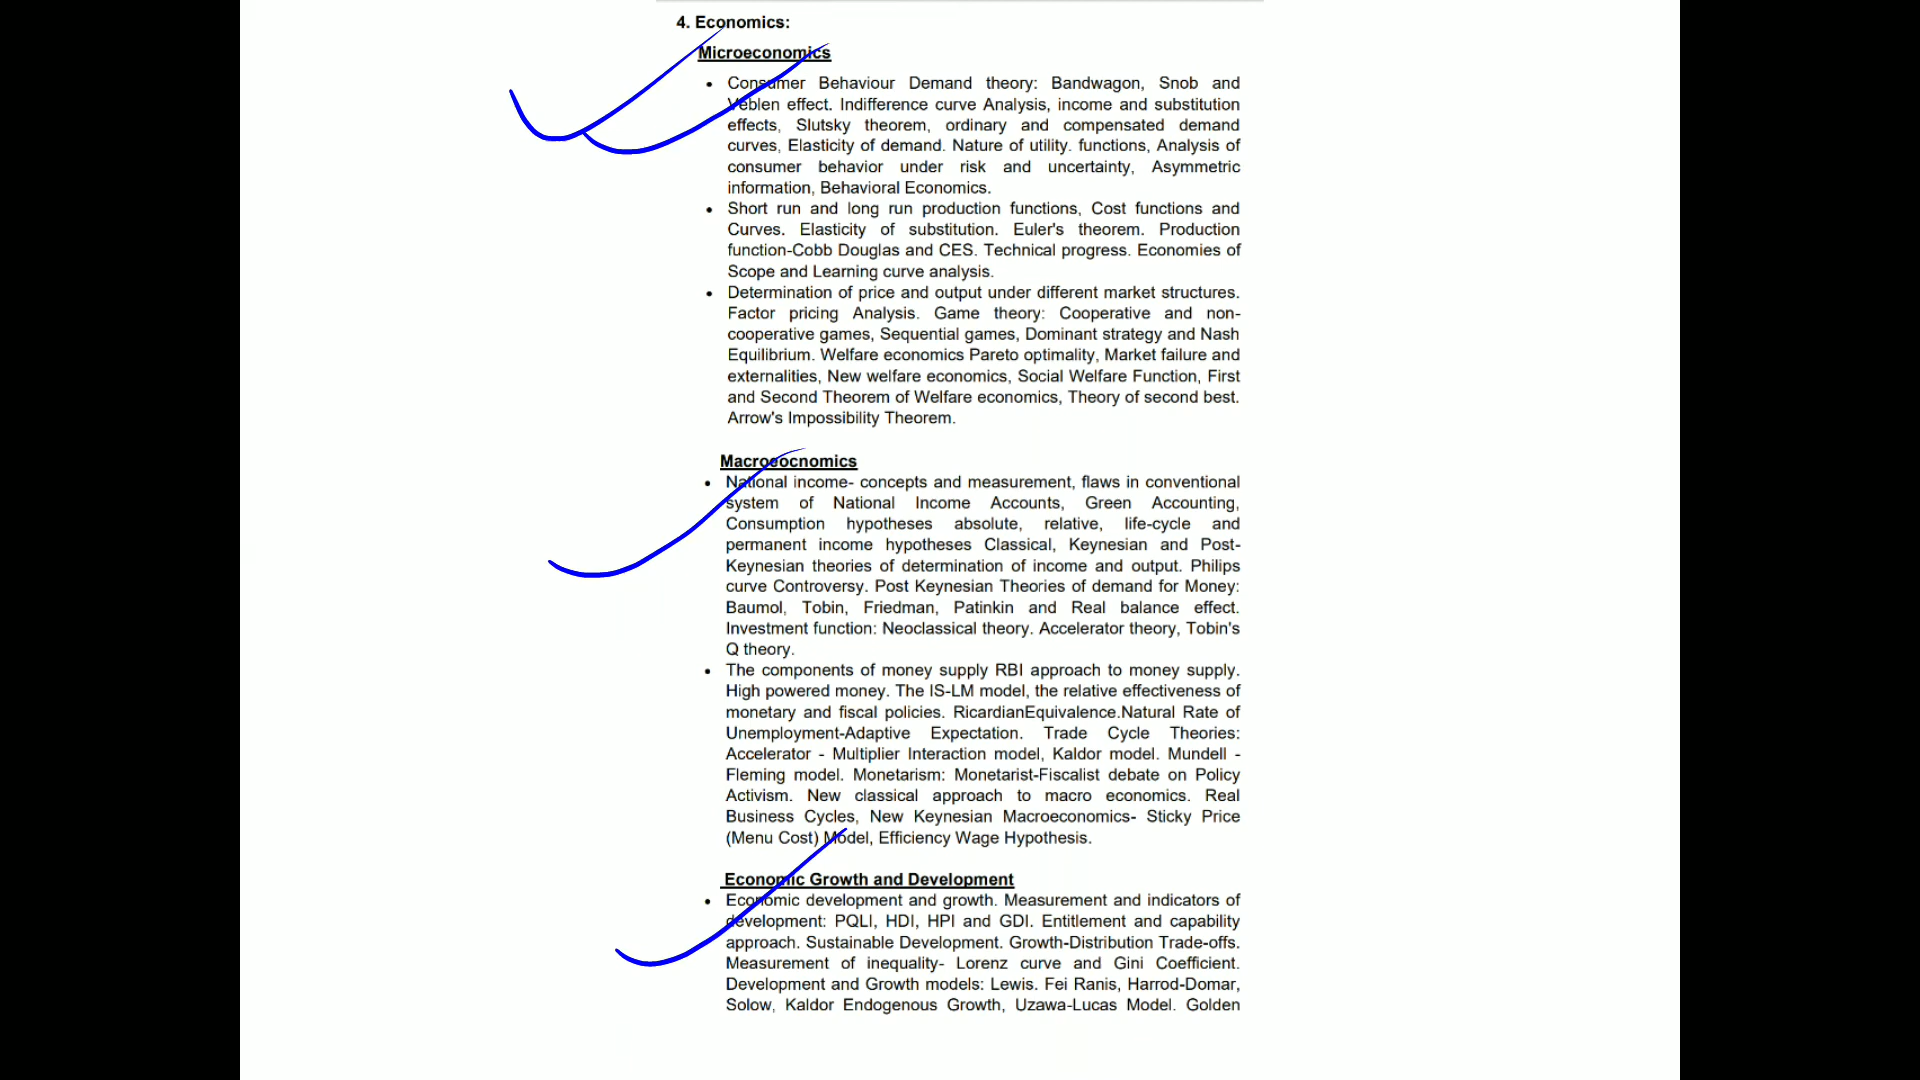 4. Economics:
Microeconomics
• Consumer Behaviour Demand theory: Bandwagon, Snob and
Veblen effect. Indifference curve Analysis, income and substitution
effects, Slutsky theorem, ordinary and compensated demand
curves, Elasticity of demand. Nature of utility. functions, Analysis of
consumer behavior under risk and uncertainty, Asymmetric
information, Behavioral Economics.
• Short run and long run production functions, Cost functions and
Curves. Elasticity of substitution. Euler's theorem. Production
function-Cobb Douglas and CES. Technical progress. Economies of
Scope and Learning curve analysis.
• Determination of price and output under different market structures.
Factor pricing Analysis. Game theory: Cooperative and non-
cooperative games, Sequential games, Dominant strategy and Nash
Equilibrium. Welfare economics Pareto optimality, Market failure and
externalities, New welfare economics, Social Welfare Function, First
and Second Theorem of Welfare economics, Theory of second best.
Arrow's Impossibility Theorem.
Macroeocnomics
• National income- concepts and measurement, flaws in conventional
system of National Income Accounts, Green Accounting,
Consumption hypotheses absolute, relative, life-cycle and
permanent income hypotheses Classical, Keynesian and Post-
Keynesian theories of determination of income and output. Philips
curve Controversy. Post Keynesian Theories of demand for Money:
Baumol, Tobin, Friedman, Patinkin and Real balance effect.
Investment function: Neoclassical theory. Accelerator theory, Tobin's
Q theory.
• The components of money supply RBI approach to money supply.
High powered money. The IS-LM model, the relative effectiveness of
monetary and fiscal policies. RicardianEquivalence.Natural Rate of
Unemployment-Adaptive Expectation. Trade Cycle Theories:
Accelerator - Multiplier Interaction model, Kaldor model. Mundell -
Fleming model. Monetarism: Monetarist-Fiscalist debate on Policy
Activism. New classical approach to macro economics. Real
Business Cycles, New Keynesian Macroeconomics- Sticky Price
(Menu Cost) Model, Efficiency Wage Hypothesis.
Economic Growth and Development
• Economic development and growth. Measurement and indicators of
development: PQLI, HDI, HPI and GDI. Entitlement and capability
approach. Sustainable Development. Growth-Distribution Trade-offs.
Measurement of inequality- Lorenz curve and Gini Coefficient.
Development and Growth models: Lewis. Fei Ranis, Harrod-Domar,
Solow, Kaldor Endogenous Growth, Uzawa-Lucas Model. Golden